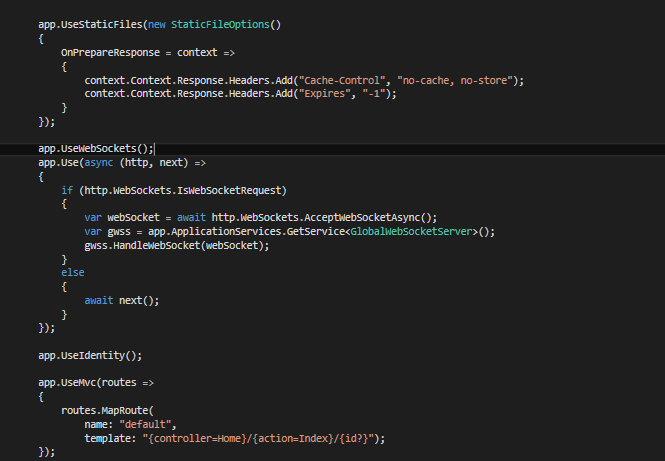 app.UseStaticFiles(new StaticFileOptions()
{
    OnPrepareResponse = context =>
    {
        context.Context.Response.Headers.Add("Cache-Control", "no-cache, no-store");
        context.Context.Response.Headers.Add("Expires", "-1");
    }
});

app.UseWebSockets();
app.Use(async (http, next) =>
{
    if (http.WebSockets.IsWebSocketRequest)
    {
        var webSocket = await http.WebSockets.AcceptWebSocketAsync();
        var gwss = app.ApplicationServices.GetService<GlobalWebSocketServer>();
        gwss.HandleWebSocket(webSocket);
    }
    else
    {
        await next();
    }
});

app.UseIdentity();

app.UseMvc(routes =>
{
    routes.MapRoute(
        name: "default",
        template: "{controller=Home}/{action=Index}/{id?}");
});